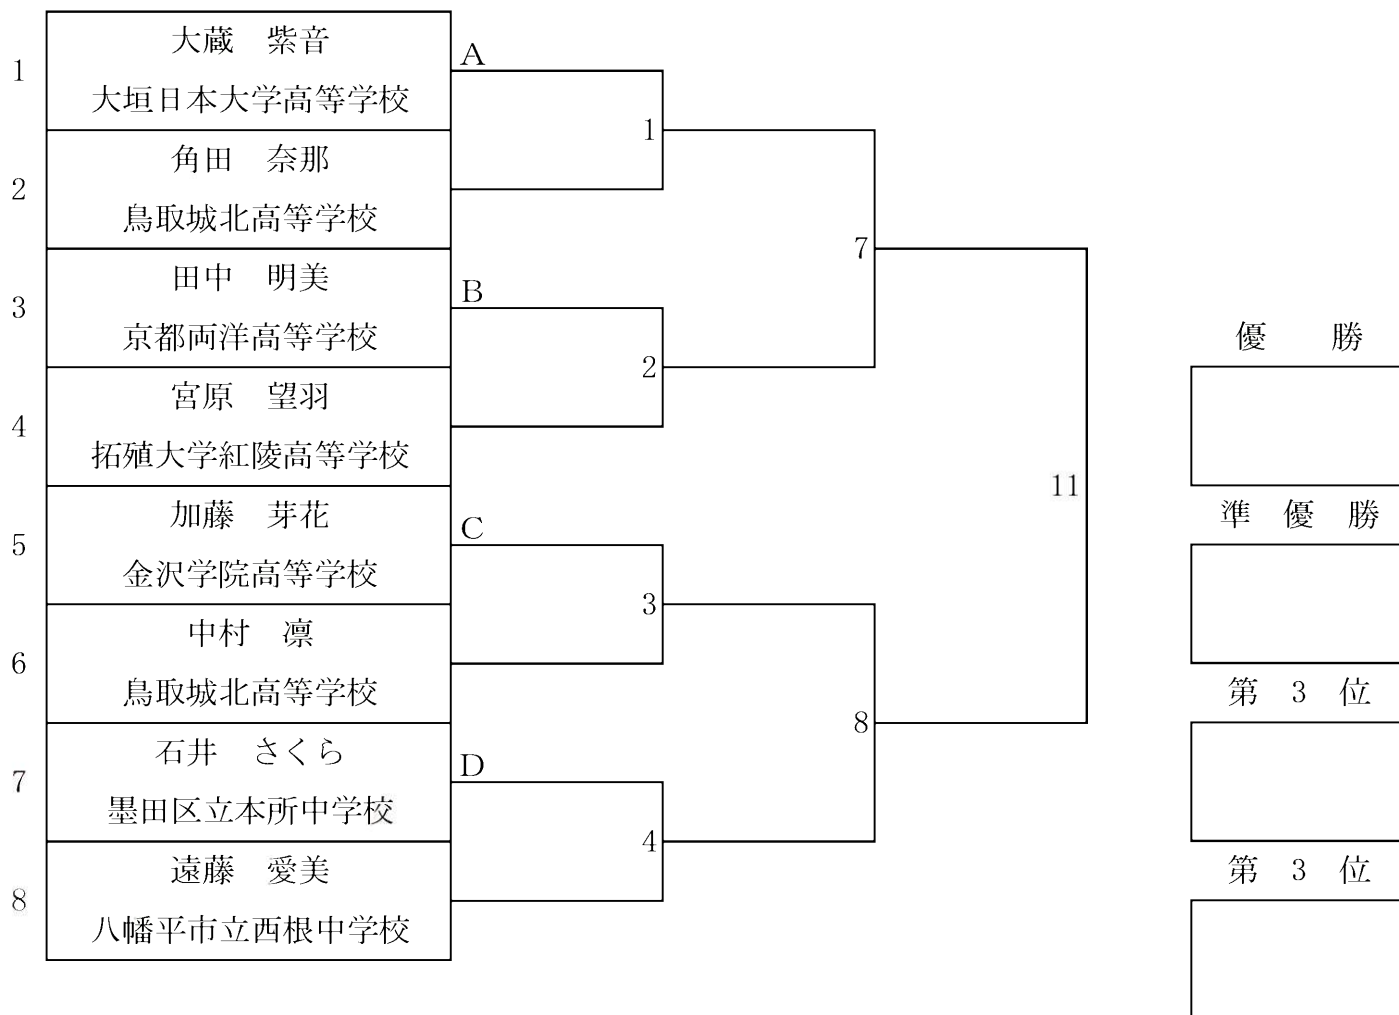 1
大蔵　紫音
大垣日本大学高等学校
A
1
2
角田　奈那
鳥取城北高等学校
7
3
田中　明美
京都両洋高等学校
B
2
4
宮原　望羽
拓殖大学紅陵高等学校
11
5
加藤　芽花
金沢学院高等学校
C
3
6
中村　凛
鳥取城北高等学校
8
7
石井　さくら
墨田区立本所中学校
D
4
8
遠藤　愛美
八幡平市立西根中学校
優　勝
準　優　勝
第　3　位
第　3　位